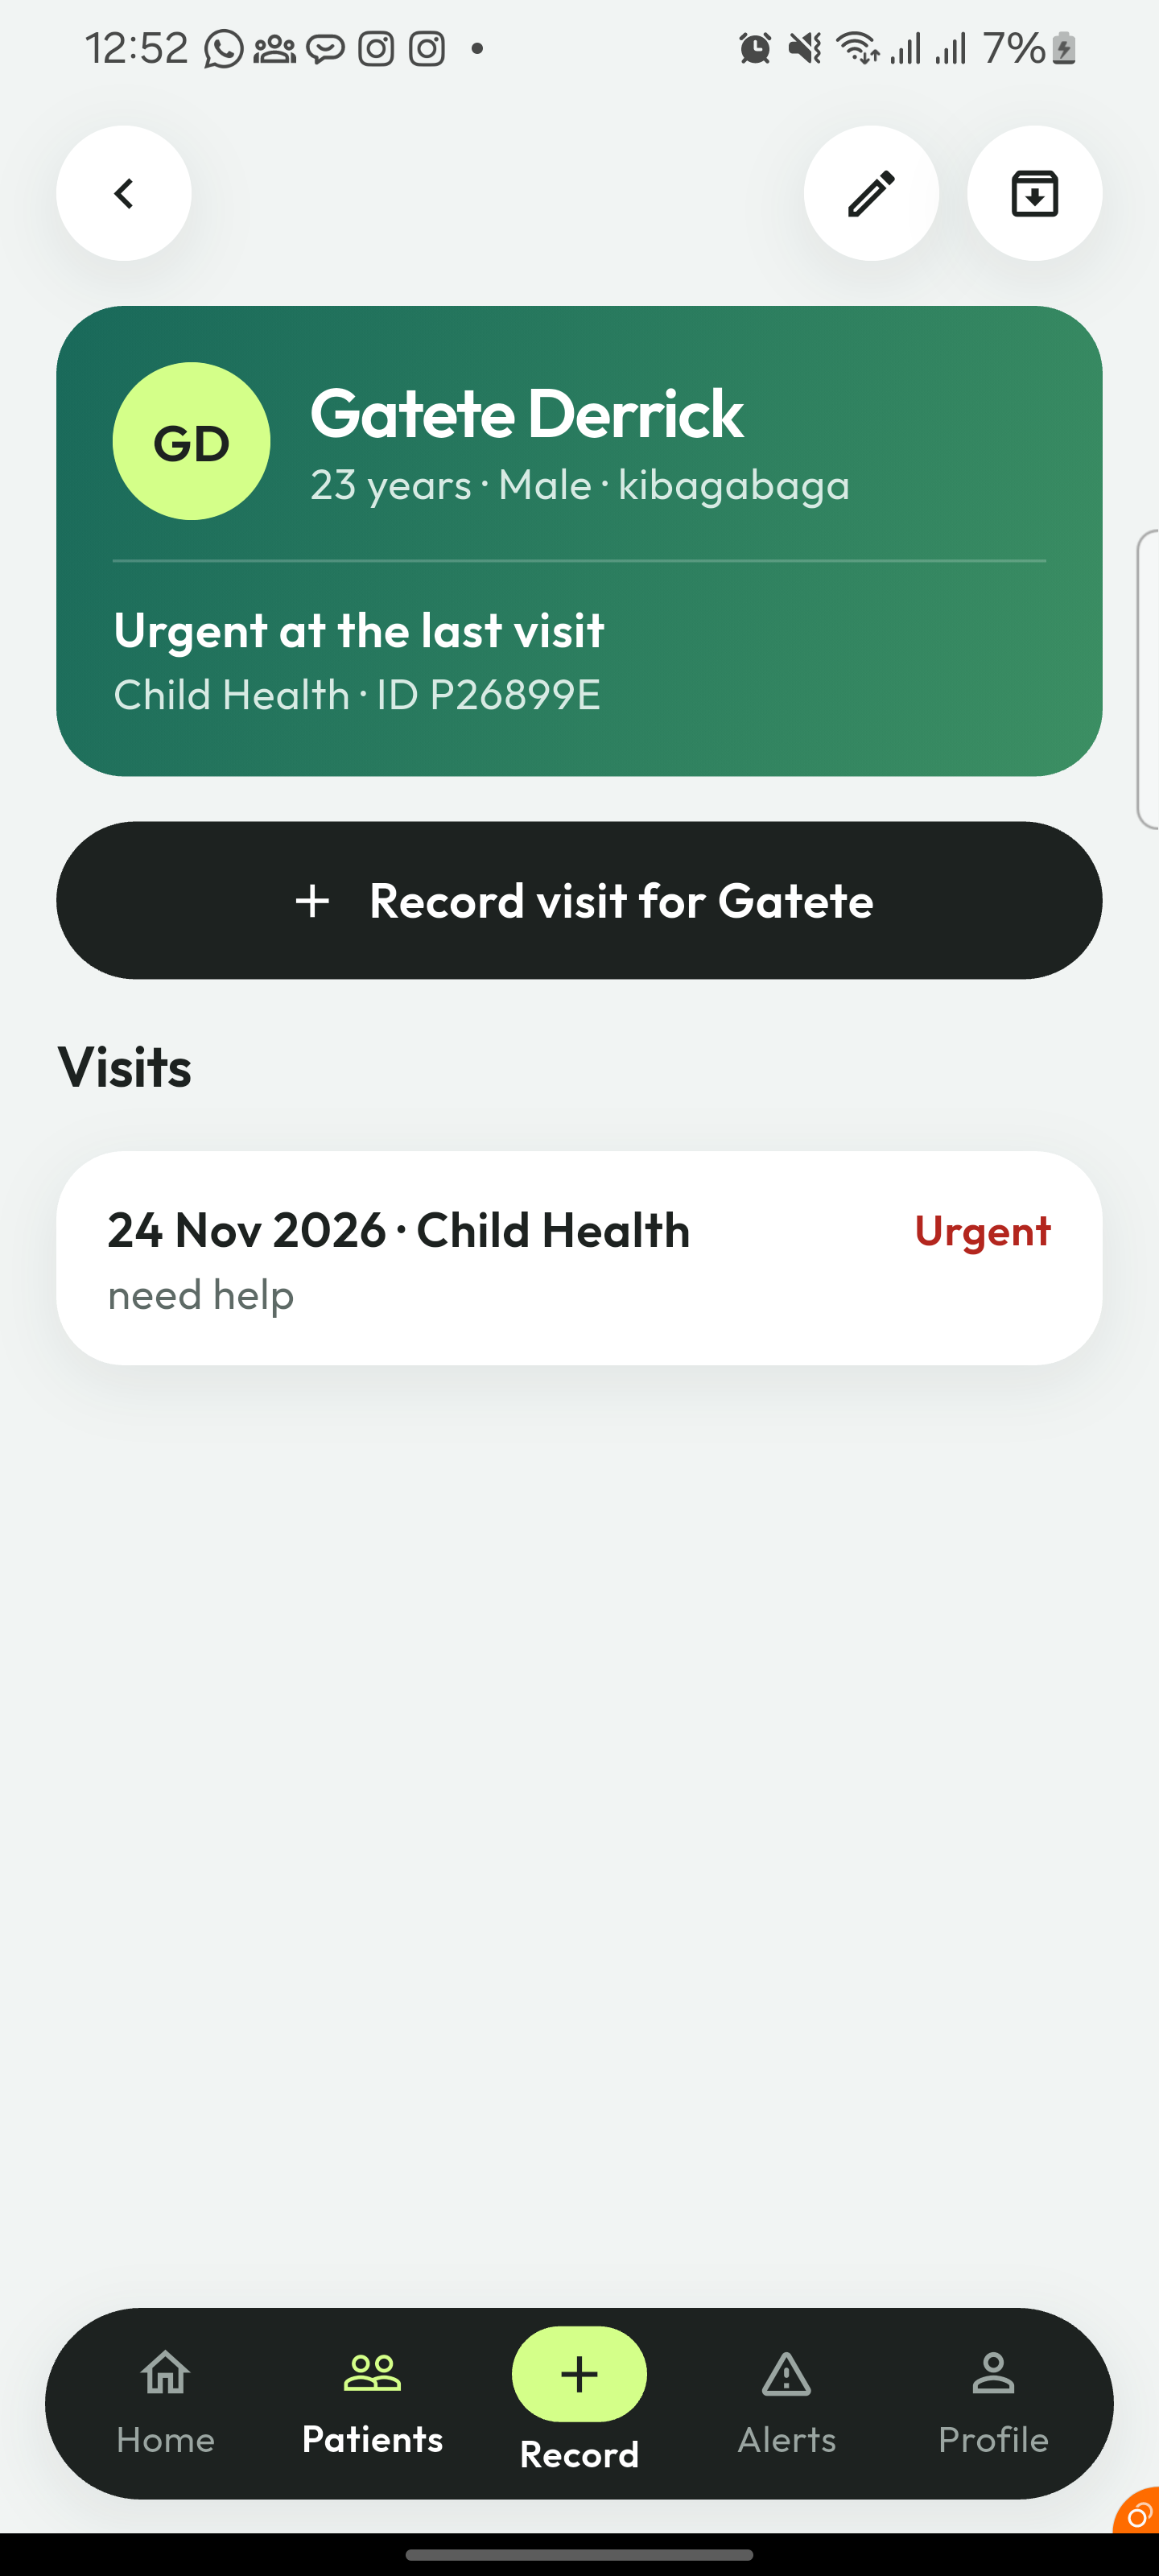 12:52
7%
GD
Gatete Derrick
23 years · Male · kibagabaga
Urgent at the last visit
Child Health · ID P26899E
+ Record visit for Gatete
Visits
24 Nov 2026 · Child Health
Urgent
need help
Home
Patients
Record
Alerts
Profile